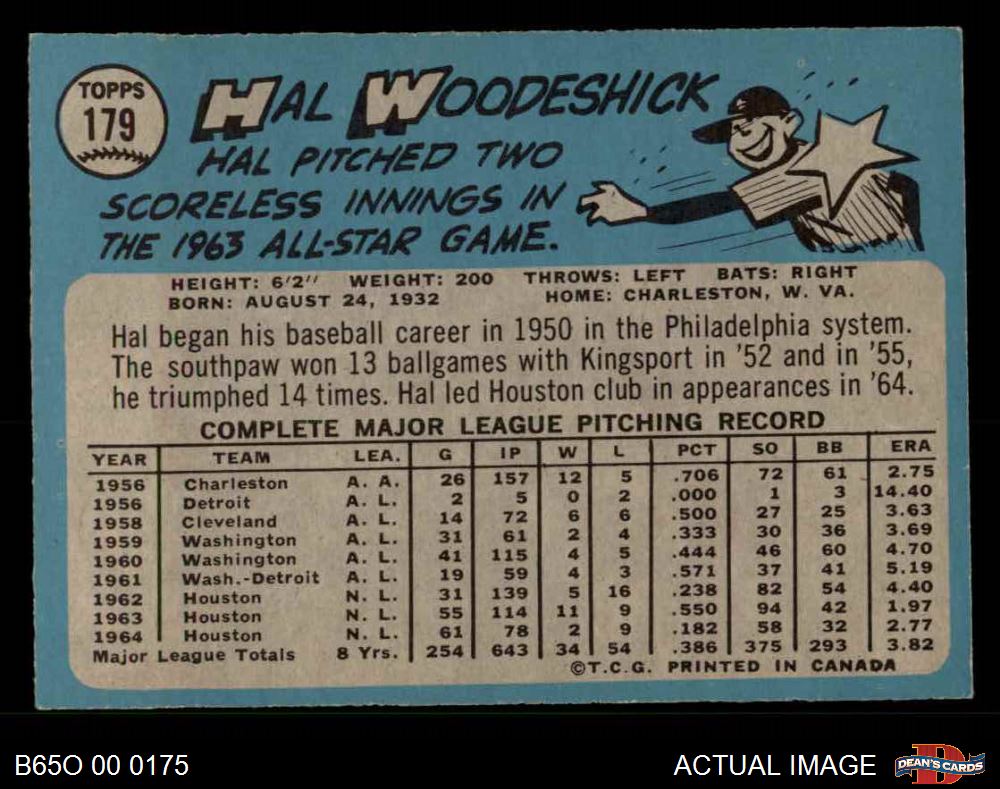 TOPPS
179
HAL WOODESHICK
HAL PITCHED TWO
SCORELESS INNINGS IN
THE 1963 ALL-STAR GAME.
HEIGHT: 6'2" WEIGHT: 200 THROWS: LEFT BATS: RIGHT
BORN: AUGUST 24, 1932 HOME: CHARLESTON, W. VA.
Hal began his baseball career in 1950 in the Philadelphia system.
The southpaw won 13 ballgames with Kingsport in '52 and in '55,
he triumphed 14 times. Hal led Houston club in appearances in '64.
COMPLETE MAJOR LEAGUE PITCHING RECORD
YEAR TEAM LEA. G IP W L PCT SO BB ERA
1956 Charleston A. A. 26 157 12 5 .706 72 61 2.75
1956 Detroit A. L. 2 5 0 2 .000 1 3 14.40
1958 Cleveland A. L. 14 72 6 6 .500 27 25 3.63
1959 Washington A. L. 31 61 2 4 .333 30 36 3.69
1960 Washington A. L. 41 115 4 5 .444 46 60 4.70
1961 Wash.-Detroit A. L. 19 59 4 3 .571 37 41 5.19
1962 Houston N. L. 31 139 5 16 .238 82 54 4.40
1963 Houston N. L. 55 114 11 9 .550 94 42 1.97
1964 Houston N. L. 61 78 2 9 .182 58 32 2.77
Major League Totals 8 Yrs. 254 643 34 54 .386 375 293 3.82
©T.C.G. PRINTED IN CANADA
B65O 00 0175
ACTUAL IMAGE
D
DEAN'S CARDS